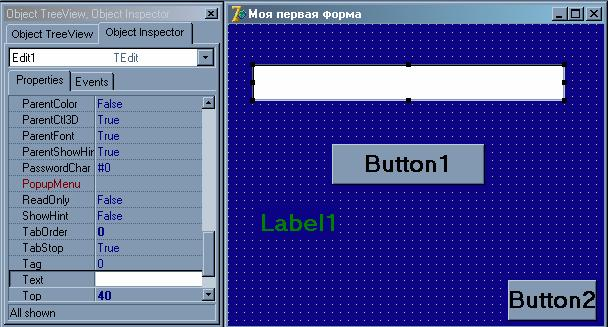 Object TreeView, Object Inspector
Object TreeView Object Inspector
Edit1 TEdit
Properties Events
ParentColor False
ParentCtl3D True
ParentFont True
ParentShowHin True
PasswordChar #0
PopupMenu
ReadOnly False
ShowHint False
TabOrder 0
TabStop True
Tag 0
Text
Top 40
All shown
7 Моя первая форма
Button1
Label1
Button2